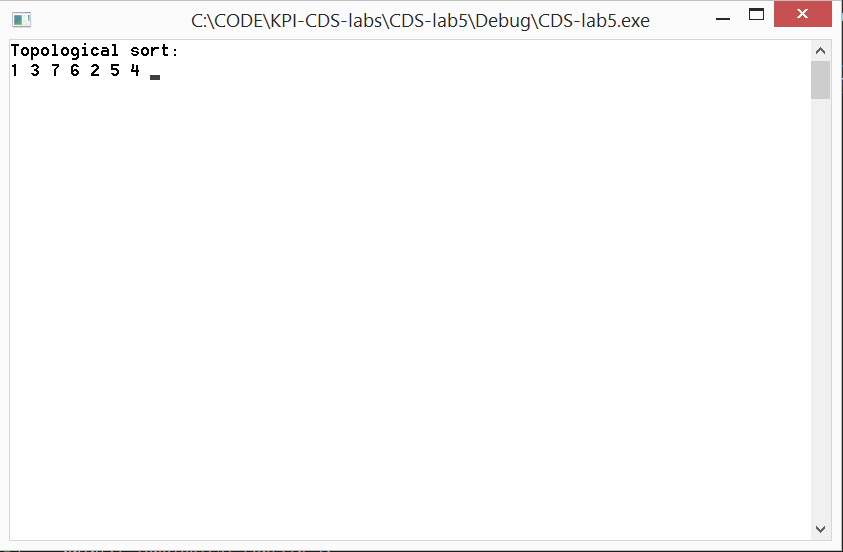 C:\CODE\KPI-CDS-labs\CDS-lab5\Debug\CDS-lab5.exe
Topological sort:
1 3 7 6 2 5 4